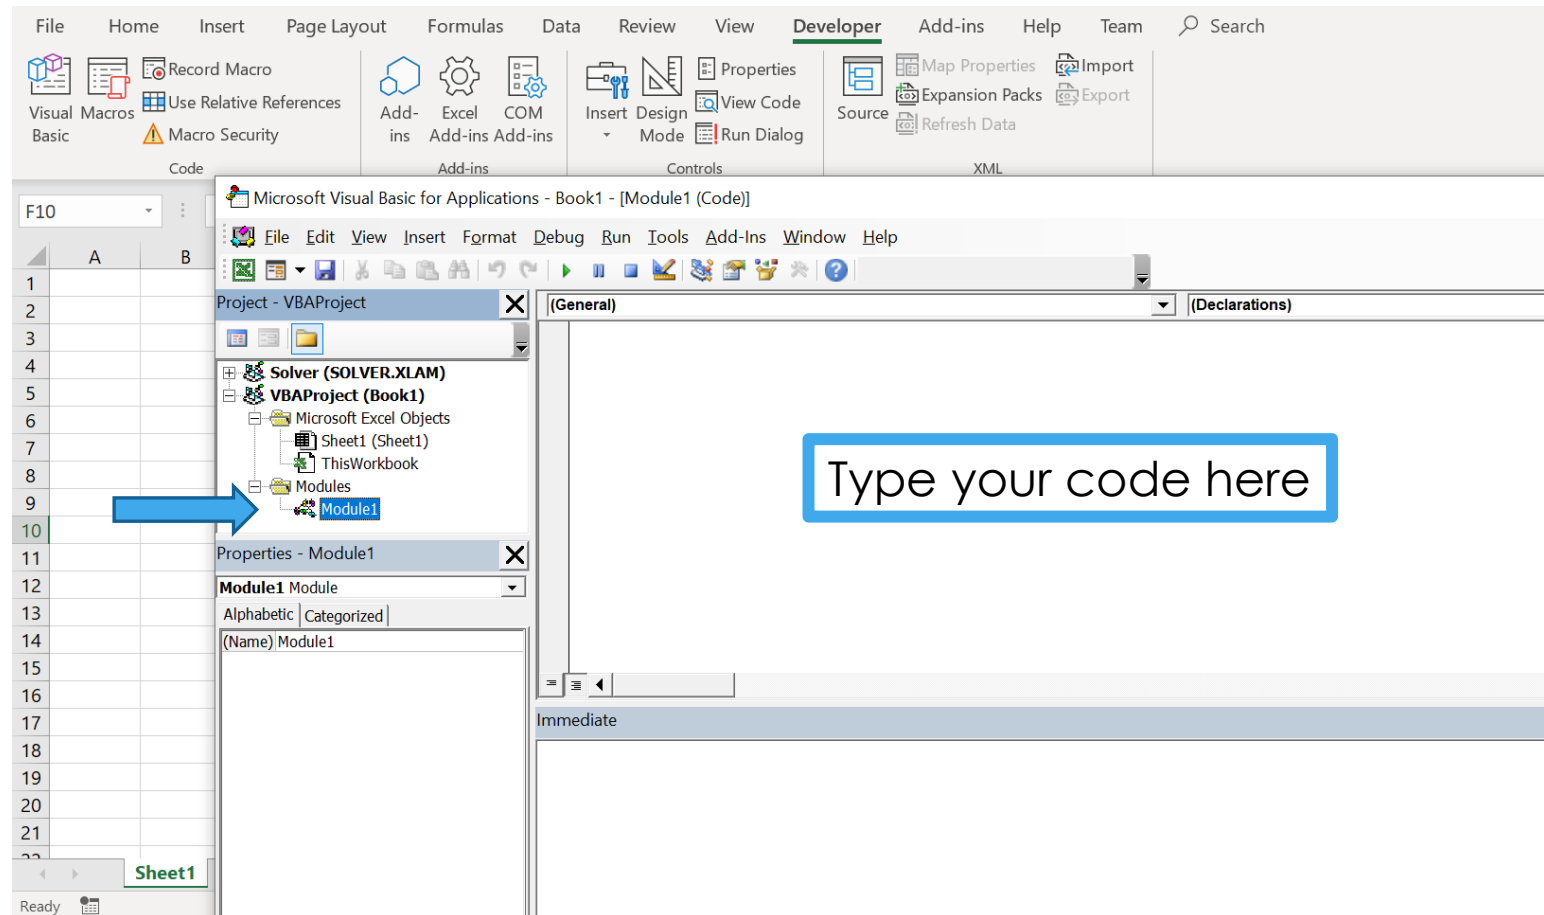 File Home Insert Page Layout Formulas Data Review View Developer Add-ins Help Team Search
Visual Basic
Macros
Record Macro
Use Relative References
Macro Security
Code
Add-ins
Excel Add-ins
COM Add-ins
Add-ins
Insert
Design Mode
Properties
View Code
Run Dialog
Controls
Source
Map Properties
Expansion Packs
Refresh Data
Import
Export
XML
F10
Microsoft Visual Basic for Applications - Book1 - [Module1 (Code)]
File Edit View Insert Format Debug Run Tools Add-Ins Window Help
A B
1
2
3
4
5
6
7
8
9
10
11
12
13
14
15
16
17
18
19
20
21
22
Project - VBAProject
Solver (SOLVER.XLAM)
VBAProject (Book1)
Microsoft Excel Objects
Sheet1 (Sheet1)
ThisWorkbook
Modules
Module1
Properties - Module1
Module1 Module
Alphabetic Categorized
(Name) Module1
(General) (Declarations)
Type your code here
Immediate
Sheet1
Ready